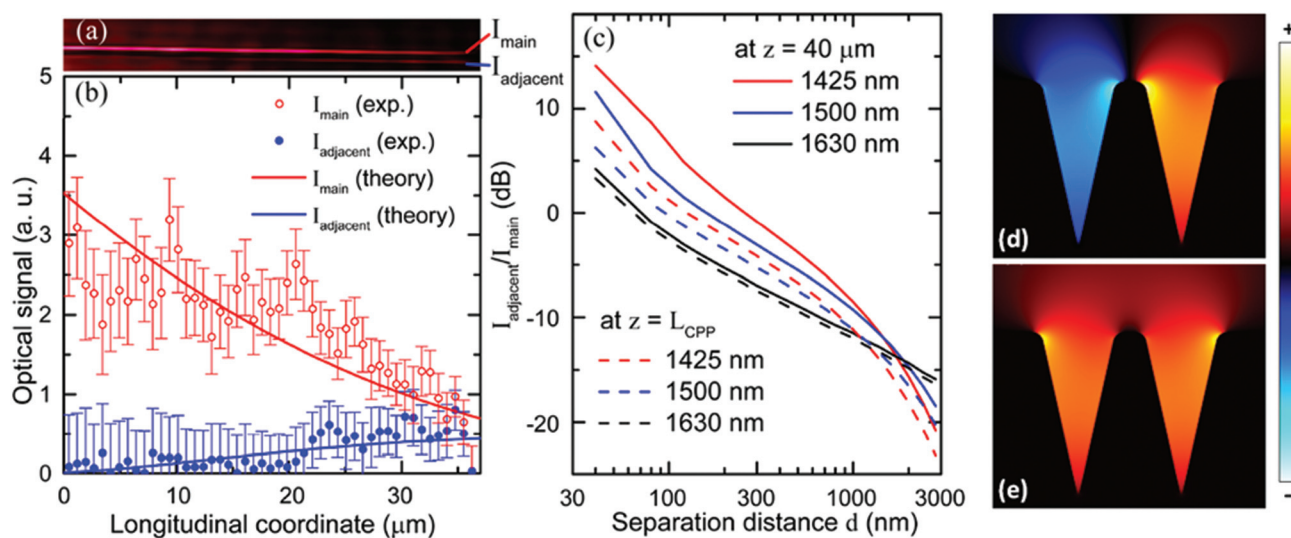 (a)
I_main
I_adjacent
(b)
Optical signal (a. u.)
5
4
3
2
1
0
I_main (exp.)
I_adjacent (exp.)
I_main (theory)
I_adjacent (theory)
0 10 20 30
Longitudinal coordinate (μm)
(c)
I_adjacent/I_main (dB)
10
0
-10
-20
at z = 40 μm
1425 nm
1500 nm
1630 nm
at z = L_CPP
1425 nm
1500 nm
1630 nm
30 100 300 1000 3000
Separation distance d (nm)
(d)
(e)
+
−